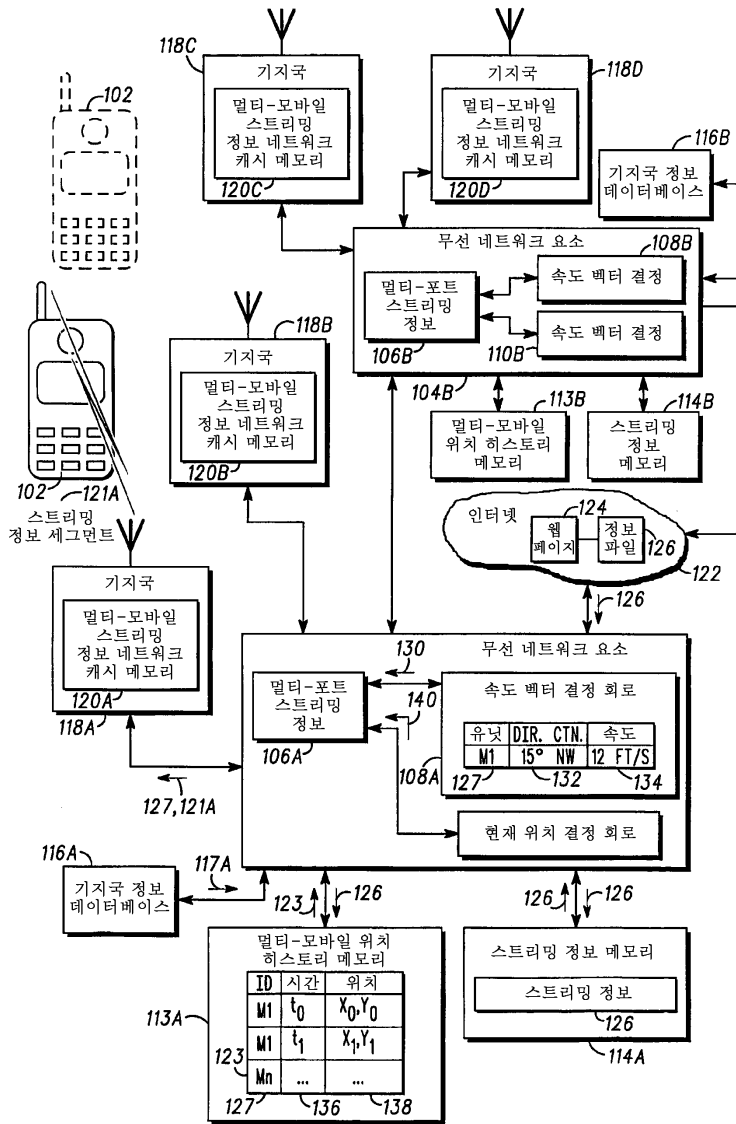 118C
기지국
멀티-모바일
스트리밍
정보 네트워크
캐시 메모리
120C
118D
기지국
멀티-모바일
스트리밍
정보 네트워크
캐시 메모리
120D
102
116B
기지국 정보
데이터베이스
무선 네트워크 요소
108B
속도 벡터 결정
멀티-포트
스트리밍
정보
106B
속도 벡터 결정
110B
104B
118B
기지국
멀티-모바일
스트리밍
정보 네트워크
캐시 메모리
120B
113B
멀티-모바일
위치 히스토리
메모리
114B
스트리밍
정보
메모리
102
121A
스트리밍
정보 세그먼트
인터넷
124
웹
페이지
정보
파일
126
122
126
기지국
멀티-모바일
스트리밍
정보 네트워크
캐시 메모리
120A
118A
127,121A
무선 네트워크 요소
130
멀티-포트
스트리밍
정보
106A
140
속도 벡터 결정 회로
유닛 DIR. CTN. 속도
M1 15° NW 12 FT/S
127 132 134
108A
현재 위치 결정 회로
116A
기지국 정보
데이터베이스
117A
123
126
126
126
멀티-모바일 위치
히스토리 메모리
ID 시간 위치
M1 t0 X0,Y0
M1 t1 X1,Y1
Mn ... ...
113A
123
127 136 138
스트리밍 정보 메모리
스트리밍 정보
126
114A